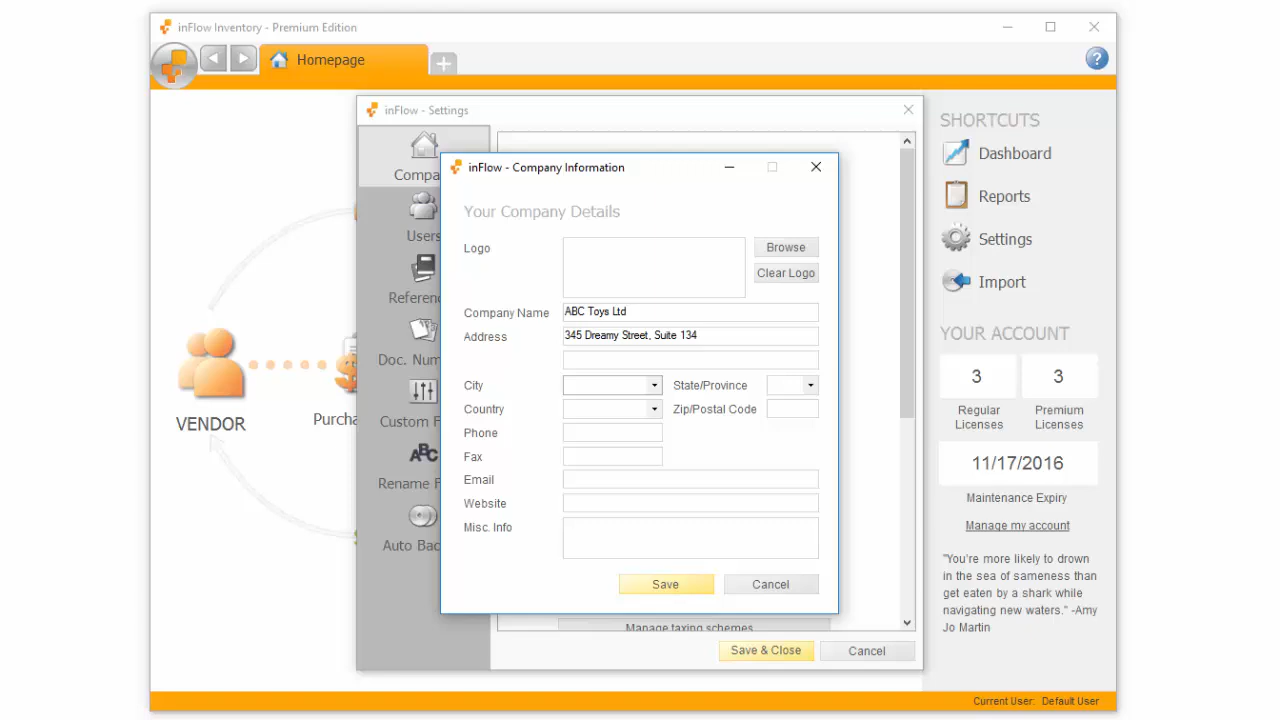 inFlow Inventory - Premium Edition
Homepage
inFlow - Settings
Compa
Users
Referenc
Doc. Num
Custom F
Rename F
Auto Bac
inFlow - Company Information
Your Company Details
Logo
Browse
Clear Logo
Company Name ABC Toys Ltd
Address 345 Dreamy Street, Suite 134
City State/Province
Country Zip/Postal Code
Phone
Fax
Email
Website
Misc. Info
Save Cancel
Manage taxing schemes
Save & Close Cancel
VENDOR
Purcha
SHORTCUTS
Dashboard
Reports
Settings
Import
YOUR ACCOUNT
3 3
Regular Premium
Licenses Licenses
11/17/2016
Maintenance Expiry
Manage my account
"You're more likely to drown
in the sea of sameness than
get eaten by a shark while
navigating new waters." -Amy
Jo Martin
Current User: Default User